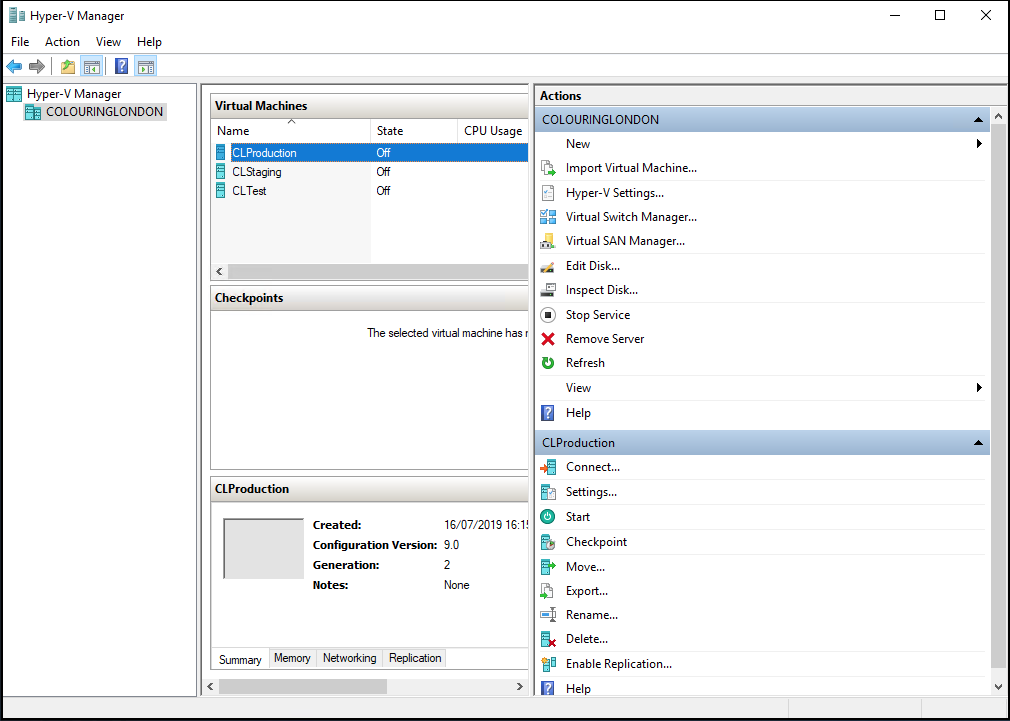 Hyper-V Manager
File Action View Help
Hyper-V Manager
COLOURINGLONDON
Virtual Machines
Name State CPU Usage
CLProduction Off
CLStaging Off
CLTest Off
Checkpoints
The selected virtual machine has
CLProduction
Created: 16/07/2019 16:15
Configuration Version: 9.0
Generation: 2
Notes: None
Summary Memory Networking Replication
Actions
COLOURINGLONDON
New
Import Virtual Machine...
Hyper-V Settings...
Virtual Switch Manager...
Virtual SAN Manager...
Edit Disk...
Inspect Disk...
Stop Service
Remove Server
Refresh
View
Help
CLProduction
Connect...
Settings...
Start
Checkpoint
Move...
Export...
Rename...
Delete...
Enable Replication...
Help